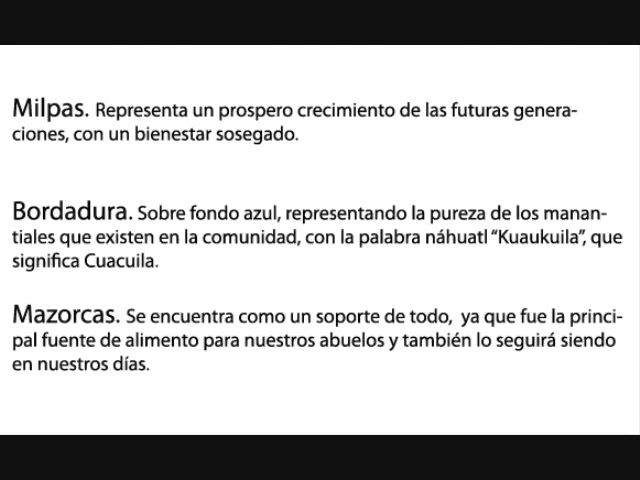 Milpas. Representa un prospero crecimiento de las futuras genera-
ciones, con un bienestar sosegado.
Bordadura. Sobre fondo azul, representando la pureza de los manan-
tiales que existen en la comunidad, con la palabra náhuatl “Kuaukuila”, que
significa Cuacuila.
Mazorcas. Se encuentra como un soporte de todo,  ya que fue la princi-
pal fuente de alimento para nuestros abuelos y también lo seguirá siendo
en nuestros días.